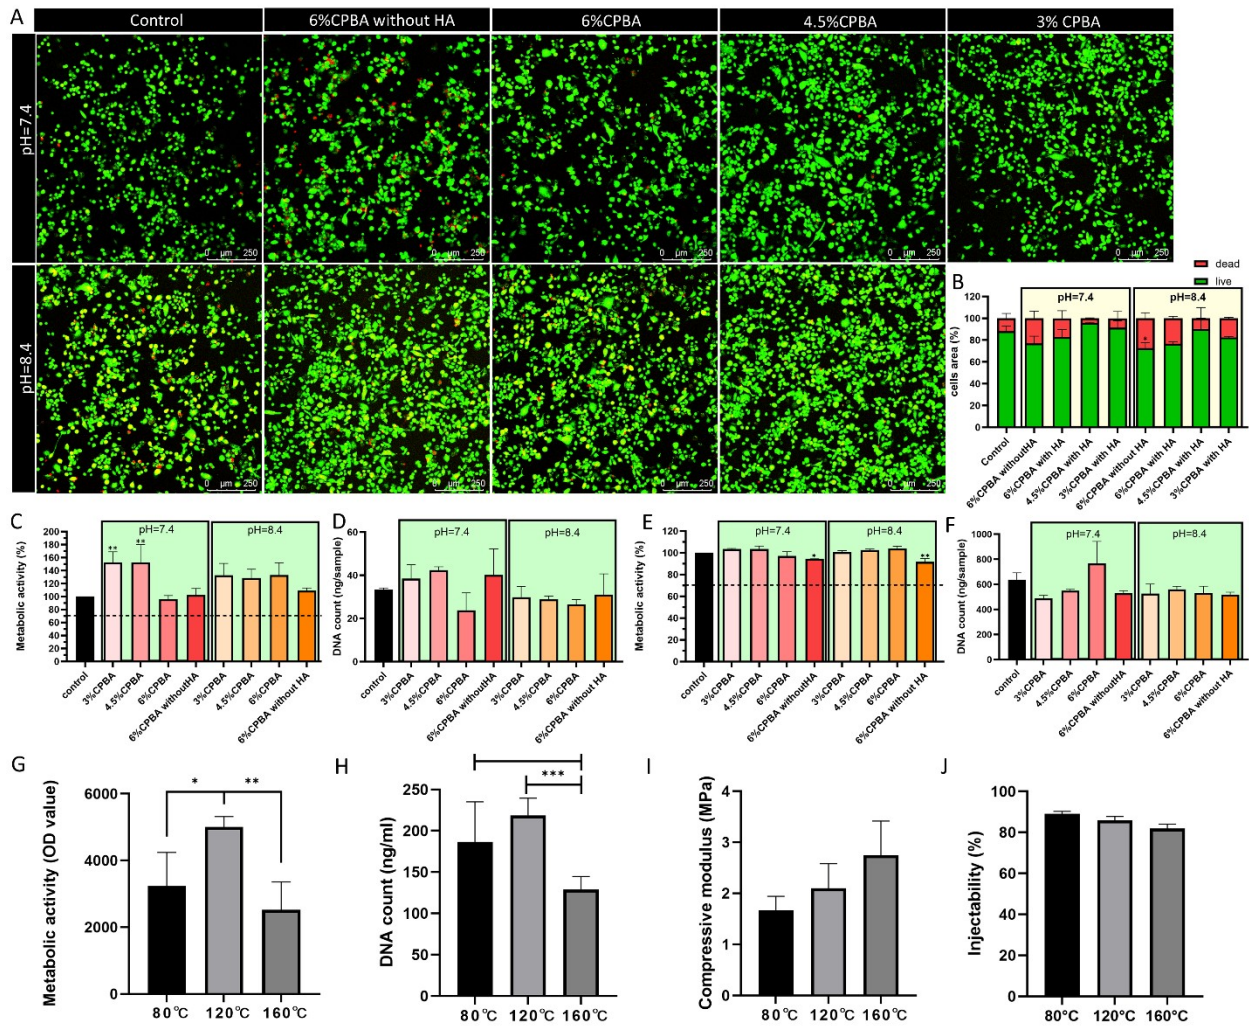 A
Control
6%CPBA without HA
6%CPBA
4.5%CPBA
3% CPBA
pH=7.4
0 µm 250
0 µm 250
0 µm 250
0 µm 250
0 µm 250
pH=8.4
0 µm 250
0 µm 250
0 µm 250
0 µm 250
dead
live
B
pH=7.4
pH=8.4
cells area (%)
120
100
80
60
40
20
0
*
Control
6%CPBA withoutHA
6%CPBA with HA
4.5%CPBA with HA
3%CPBA with HA
6%CPBA without HA
6%CPBA with HA
4.5%CPBA with HA
3%CPBA with HA
C
pH=7.4
pH=8.4
Metabolic activity (%)
200
180
160
140
120
100
80
60
40
20
0
**
**
control
3%CPBA
4.5%CPBA
6%CPBA
6%CPBA withoutHA
3%CPBA
4.5%CPBA
6%CPBA
6%CPBA without HA
D
pH=7.4
pH=8.4
DNA count (ng/sample)
60
40
20
0
control
3%CPBA
4.5%CPBA
6%CPBA
6%CPBA withoutHA
3%CPBA
4.5%CPBA
6%CPBA
6%CPBA without HA
E
pH=7.4
pH=8.4
Metabolic activity (%)
120
100
80
60
40
20
0
*
**
control
3%CPBA
4.5%CPBA
6%CPBA
6%CPBA withoutHA
3%CPBA
4.5%CPBA
6%CPBA
6%CPBA without HA
F
pH=7.4
pH=8.4
DNA count (ng/sample)
1000
800
600
400
200
0
control
3%CPBA
4.5%CPBA
6%CPBA
6%CPBA withoutHA
3%CPBA
4.5%CPBA
6%CPBA
6%CPBA without HA
G
Metabolic activity (OD value)
6000
4000
2000
0
*
**
80℃
120℃
160℃
H
DNA count (ng/ml)
250
200
150
100
50
0
***
80℃
120℃
160℃
I
Compressive modulus (MPa)
4
3
2
1
0
80°C
120°C
160°C
J
Injectability (%)
100
80
60
40
20
0
80°C
120°C
160°C